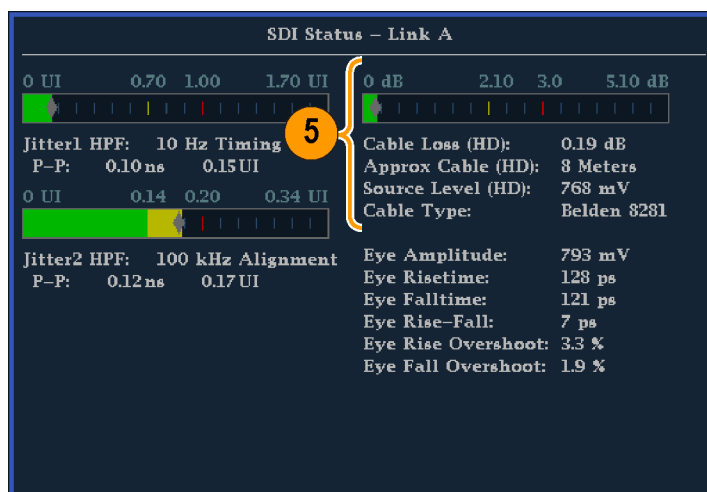 SDI Status – Link A
0 UI 0.70 1.00 1.70 UI
Jitter1 HPF: 10 Hz Timing
P–P: 0.10 ns 0.15 UI
0 UI 0.14 0.20 0.34 UI
Jitter2 HPF: 100 kHz Alignment
P–P: 0.12 ns 0.17 UI
5
0 dB 2.10 3.0 5.10 dB
Cable Loss (HD): 0.19 dB
Approx Cable (HD): 8 Meters
Source Level (HD): 768 mV
Cable Type: Belden 8281
Eye Amplitude: 793 mV
Eye Risetime: 128 ps
Eye Falltime: 121 ps
Eye Rise–Fall: 7 ps
Eye Rise Overshoot: 3.3 %
Eye Fall Overshoot: 1.9 %